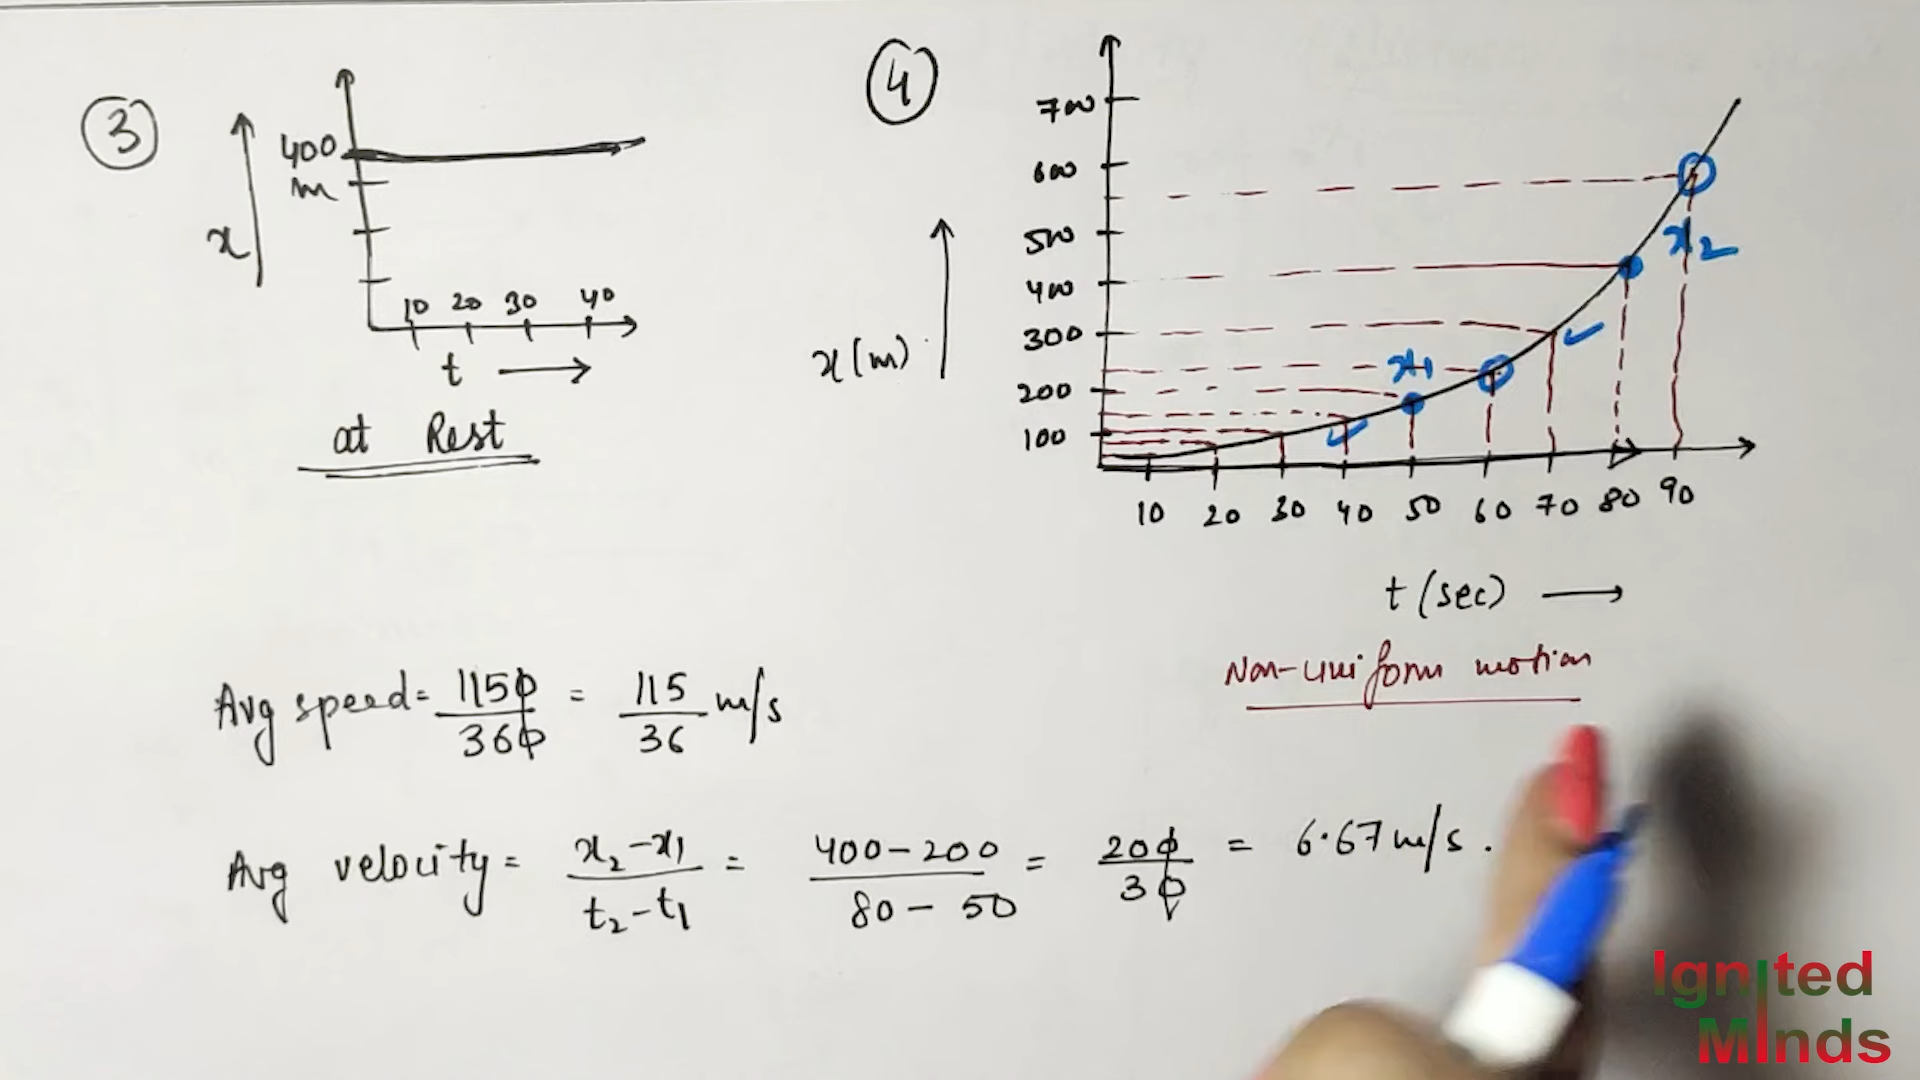 3
400
m
x
10 20 30 40
t
at Rest
4
700
600
500
400
300
200
100
x(m)
x1
x2
10 20 30 40 50 60 70 80 90
t (sec)
Non-uniform motion
Avg speed = 1150/360 = 115/36 m/s
Avg velocity = x2-x1/t2-t1 = 400-200/80-50 = 200/30 = 6.67 m/s.
Ignited
Minds